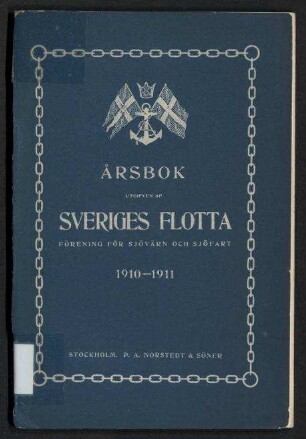 ÅRSBOK
UTGIFVEN AF
SVERIGES FLOTTA
FÖRENING FÖR SJÖVÄRN OCH SJÖFART
1910—1911
STOCKHOLM. P. A. NORSTEDT & SÖNER